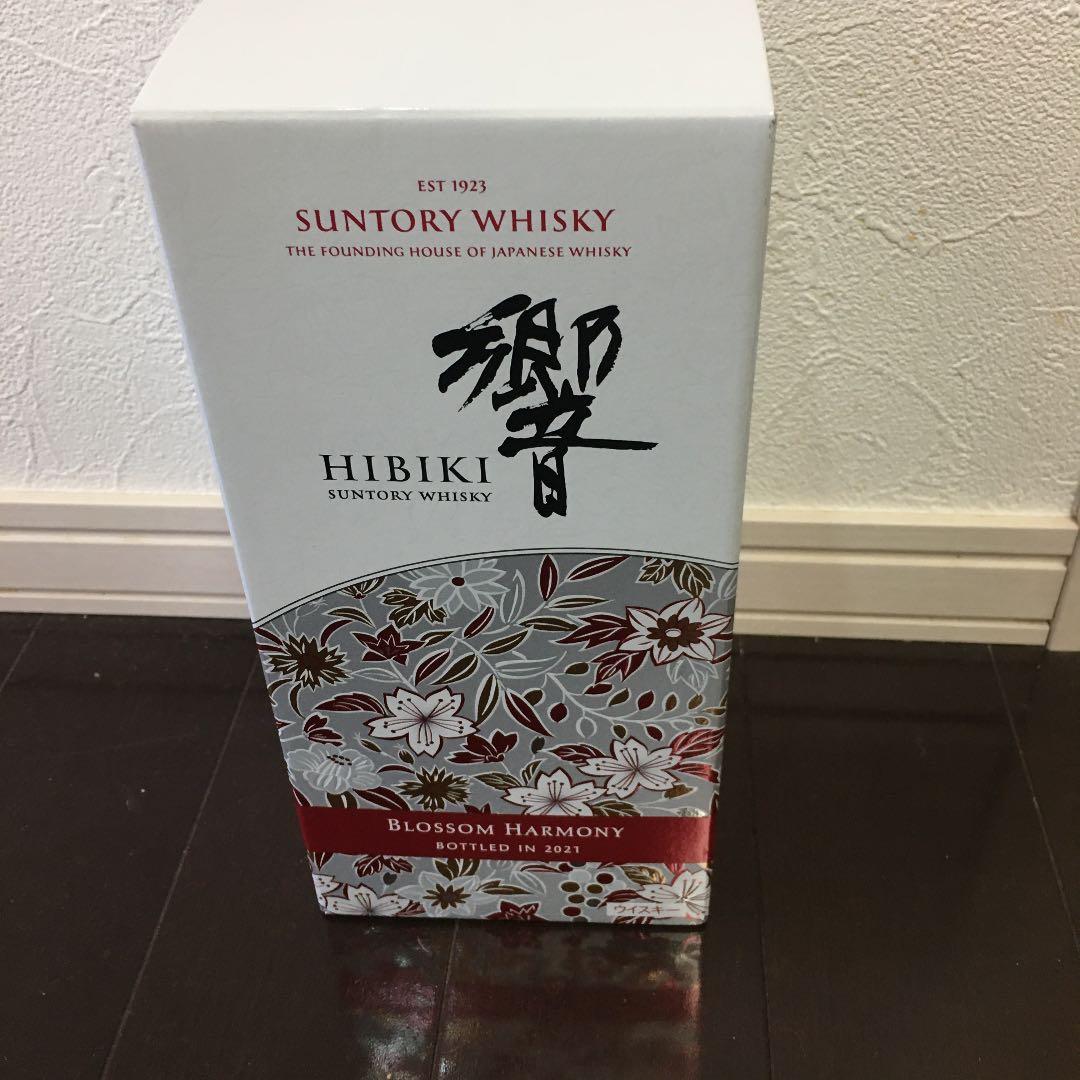 EST 1923
SUNTORY WHISKY
THE FOUNDING HOUSE OF JAPANESE WHISKY
響
HIBIKI
SUNTORY WHISKY
BLOSSOM HARMONY
BOTTLED IN 2021
ウイスキー